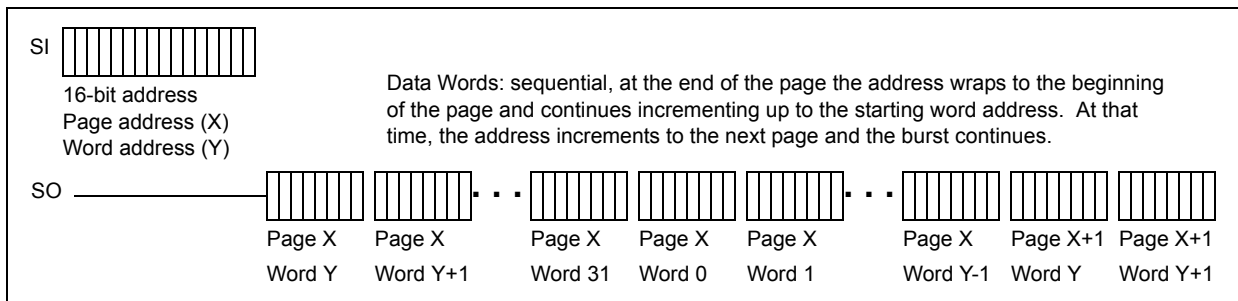 SI
16-bit address
Page address (X)
Word address (Y)
Data Words: sequential, at the end of the page the address wraps to the beginning
of the page and continues incrementing up to the starting word address. At that
time, the address increments to the next page and the burst continues.
SO
. . . . . .
Page X Page X Page X Page X Page X Page X Page X+1 Page X+1
Word Y Word Y+1 Word 31 Word 0 Word 1 Word Y-1 Word Y Word Y+1